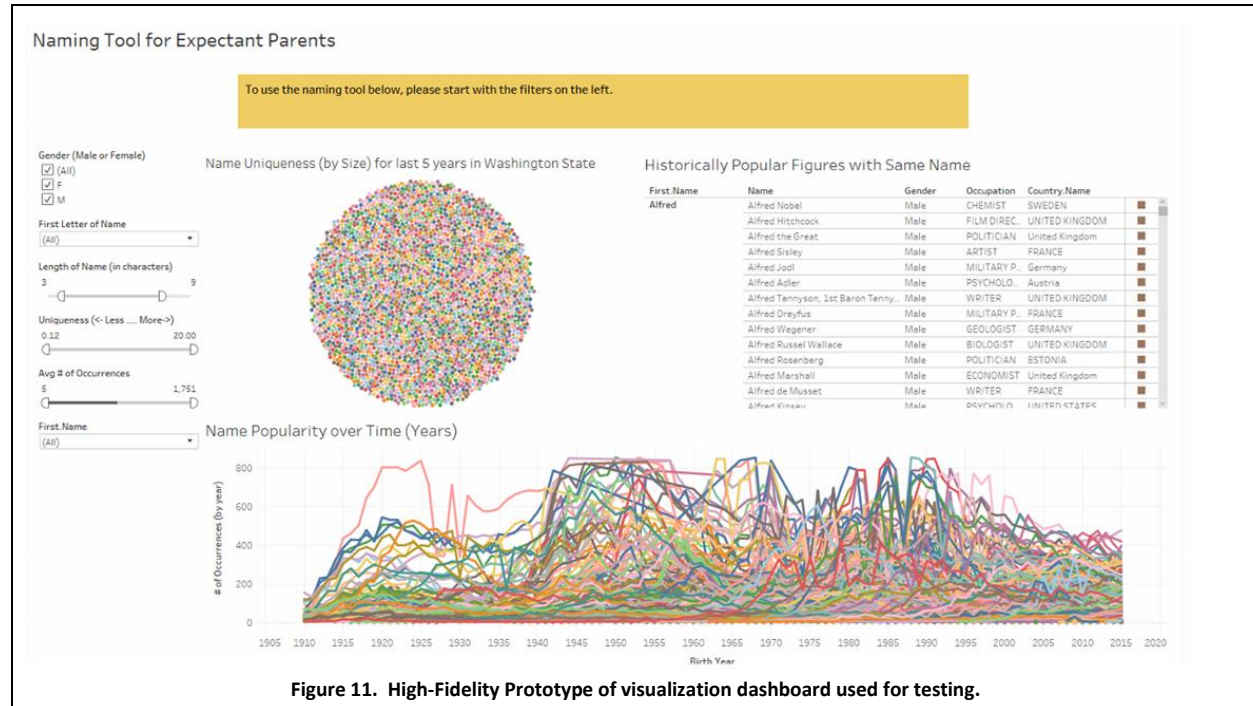 Naming Tool for Expectant Parents
To use the naming tool below, please start with the filters on the left.
Gender (Male or Female)
(All)
F
M
First Letter of Name
(All)
Length of Name (in characters)
3 9
Uniqueness (<- Less .... More->)
0.12 20.00
Avg # of Occurrences
5 1,751
First.Name
(All)
Name Uniqueness (by Size) for last 5 years in Washington State
Historically Popular Figures with Same Name
First.Name Name Gender Occupation Country.Name
Alfred Alfred Nobel Male CHEMIST SWEDEN
Alfred Hitchcock Male FILM DIREC.. UNITED KINGDOM
Alfred the Great Male POLITICIAN United Kingdom
Alfred Sisley Male ARTIST FRANCE
Alfred Jodl Male MILITARY P.. Germany
Alfred Adler Male PSYCHOLO.. Austria
Alfred Tennyson, 1st Baron Tenny.. Male WRITER UNITED KINGDOM
Alfred Dreyfus Male MILITARY P.. FRANCE
Alfred Wegener Male GEOLOGIST GERMANY
Alfred Russel Wallace Male BIOLOGIST UNITED KINGDOM
Alfred Rosenberg Male POLITICIAN ESTONIA
Alfred Marshall Male ECONOMIST United Kingdom
Alfred de Musset Male WRITER FRANCE
Alfred Kinsey Male PSYCHOLO.. UNITED STATES
Name Popularity over Time (Years)
# of Occurrences (by year)
800
600
400
200
0
1905 1910 1915 1920 1925 1930 1935 1940 1945 1950 1955 1960 1965 1970 1975 1980 1985 1990 1995 2000 2005 2010 2015 2020
Birth Year
Figure 11. High-Fidelity Prototype of visualization dashboard used for testing.